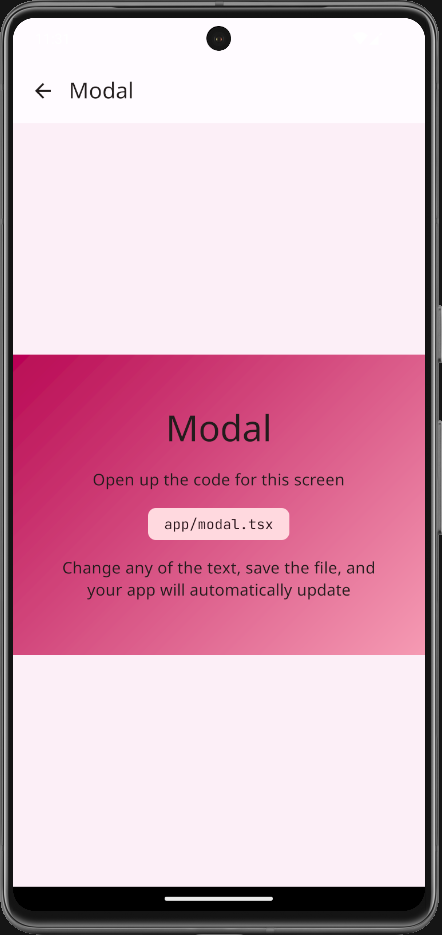 Modal
Modal
Open up the code for this screen
app/modal.tsx
Change any of the text, save the file, and
your app will automatically update